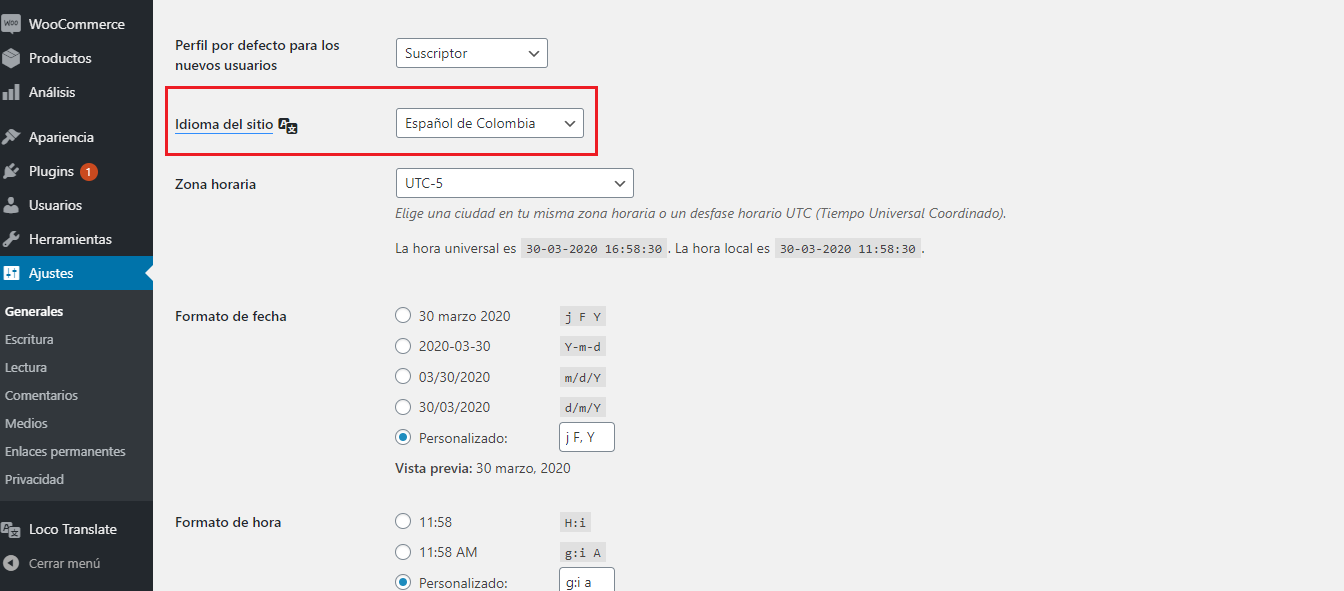 WOO
WooCommerce
Productos
Análisis
Apariencia
Plugins 1
Usuarios
Herramientas
Ajustes
Generales
Escritura
Lectura
Comentarios
Medios
Enlaces permanentes
Privacidad
Loco Translate
Cerrar menú
Perfil por defecto para los
nuevos usuarios
Suscriptor
Idioma del sitio
Español de Colombia
Zona horaria
UTC-5
Elige una ciudad en tu misma zona horaria o un desfase horario UTC (Tiempo Universal Coordinado).
La hora universal es 30-03-2020 16:58:30. La hora local es 30-03-2020 11:58:30.
Formato de fecha
30 marzo 2020 j F Y
2020-03-30 Y-m-d
03/30/2020 m/d/Y
30/03/2020 d/m/Y
Personalizado: j F, Y
Vista previa: 30 marzo, 2020
Formato de hora
11:58 H:i
11:58 AM g:i A
Personalizado: g:i a